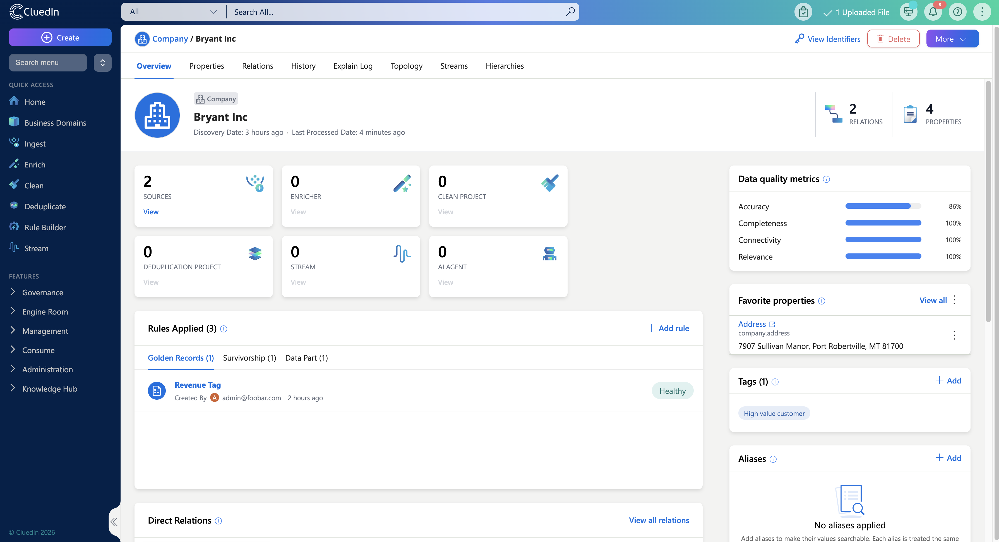 CluedIn
All
Search All...
1 Uploaded File
8
Create
Search menu
QUICK ACCESS
Home
Business Domains
Ingest
Enrich
Clean
Deduplicate
Rule Builder
Stream
FEATURES
Governance
Engine Room
Management
Consume
Administration
Knowledge Hub
© CluedIn 2026
Company / Bryant Inc
View Identifiers
Delete
More
Overview
Properties
Relations
History
Explain Log
Topology
Streams
Hierarchies
Company
Bryant Inc
Discovery Date: 3 hours ago · Last Processed Date: 4 minutes ago
2
RELATIONS
4
PROPERTIES
2
SOURCES
View
0
ENRICHER
View
0
CLEAN PROJECT
View
0
DEDUPLICATION PROJECT
View
0
STREAM
View
0
AI AGENT
View
Rules Applied (3)
Add rule
Golden Records (1)
Survivorship (1)
Data Part (1)
Revenue Tag
Created By A admin@foobar.com 2 hours ago
Healthy
Direct Relations
View all relations
Data quality metrics
Accuracy 86%
Completeness 100%
Connectivity 100%
Relevance 100%
Favorite properties
View all
Address
company.address
7907 Sullivan Manor, Port Robertville, MT 81700
Tags (1)
Add
High value customer
Aliases
Add
No aliases applied
Add aliases to make their values searchable. Each alias is treated the same